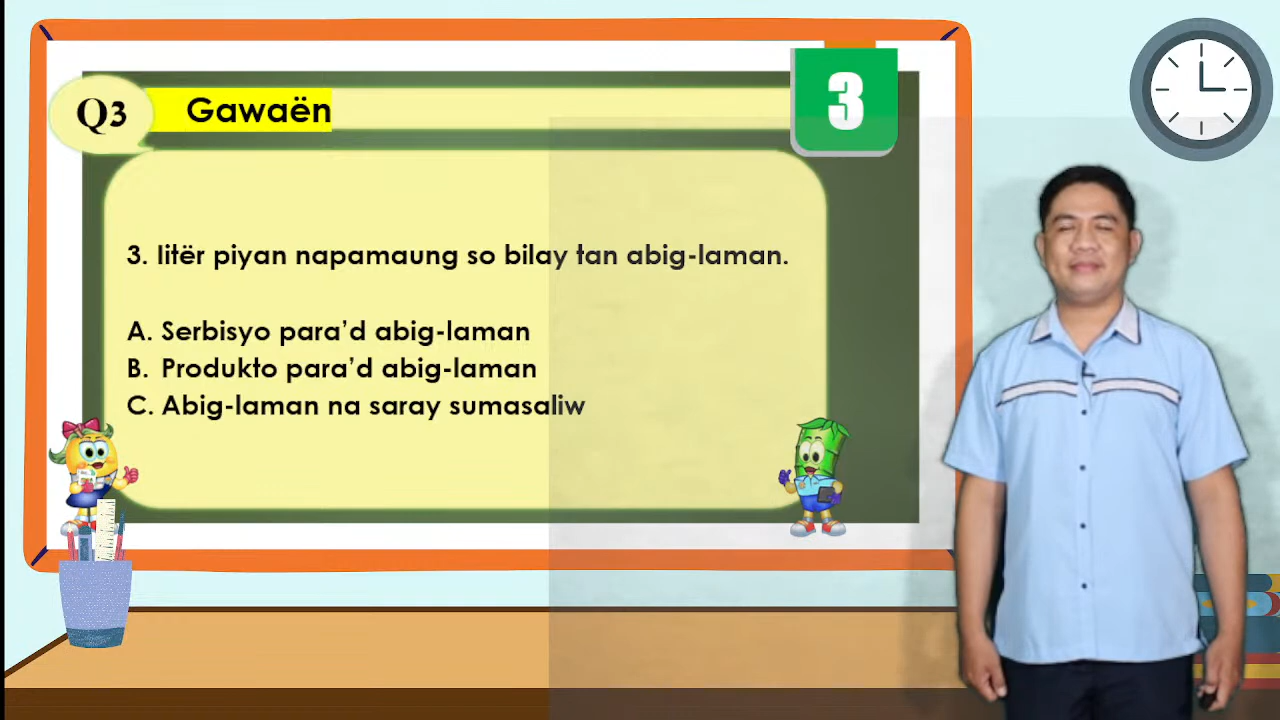 Q3
Gawaën
3
3. Iitër piyan napamaung so bilay tan abig-laman.
A. Serbisyo para’d abig-laman
B. Produkto para’d abig-laman
C. Abig-laman na saray sumasaliw